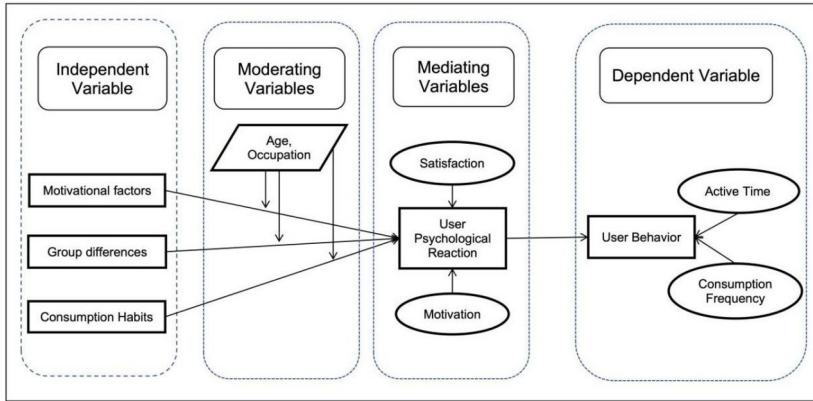 Independent
Variable
Moderating
Variables
Mediating
Variables
Dependent Variable
Age,
Occupation
Satisfaction
Motivational factors
Active Time
User
Psychological
Reaction
User Behavior
Group differences
Consumption
Frequency
Consumption Habits
Motivation